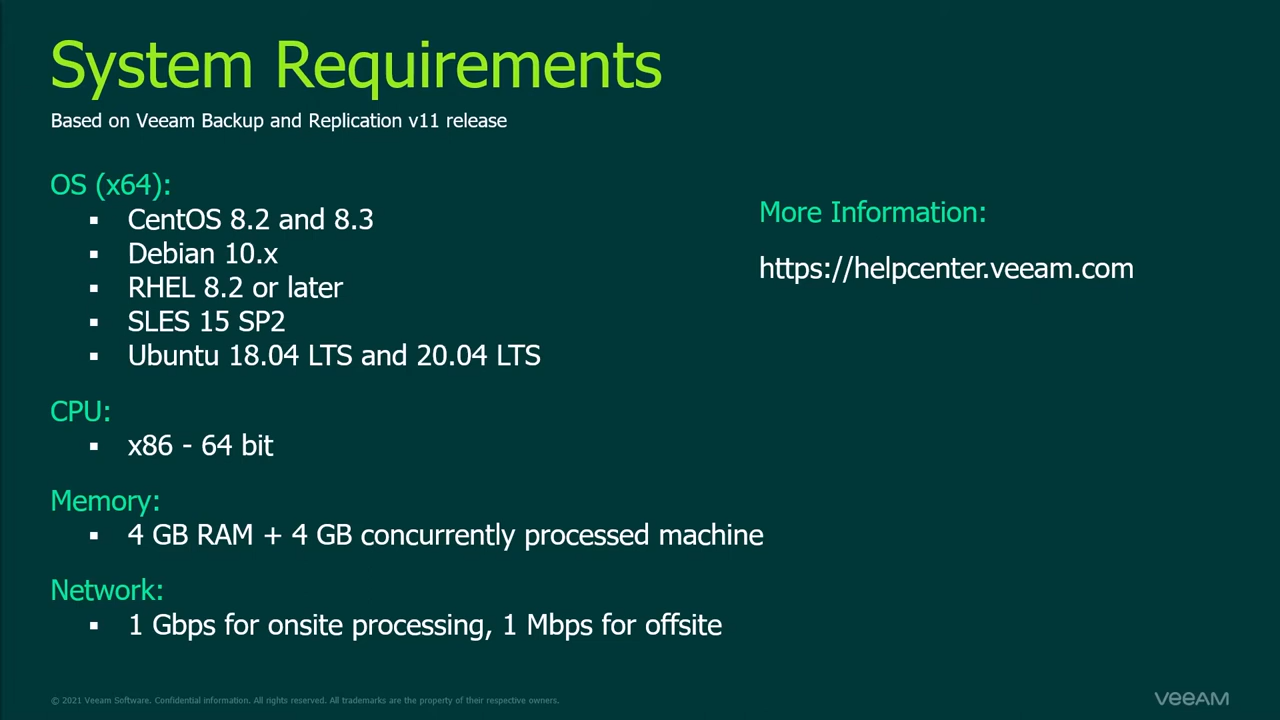 System Requirements
Based on Veeam Backup and Replication v11 release
OS (x64):
▪ CentOS 8.2 and 8.3
▪ Debian 10.x
▪ RHEL 8.2 or later
▪ SLES 15 SP2
▪ Ubuntu 18.04 LTS and 20.04 LTS
CPU:
▪ x86 - 64 bit
Memory:
▪ 4 GB RAM + 4 GB concurrently processed machine
Network:
▪ 1 Gbps for onsite processing, 1 Mbps for offsite
More Information:
https://helpcenter.veeam.com
© 2021 Veeam Software. Confidential information. All rights reserved. All trademarks are the property of their respective owners.
veeAM